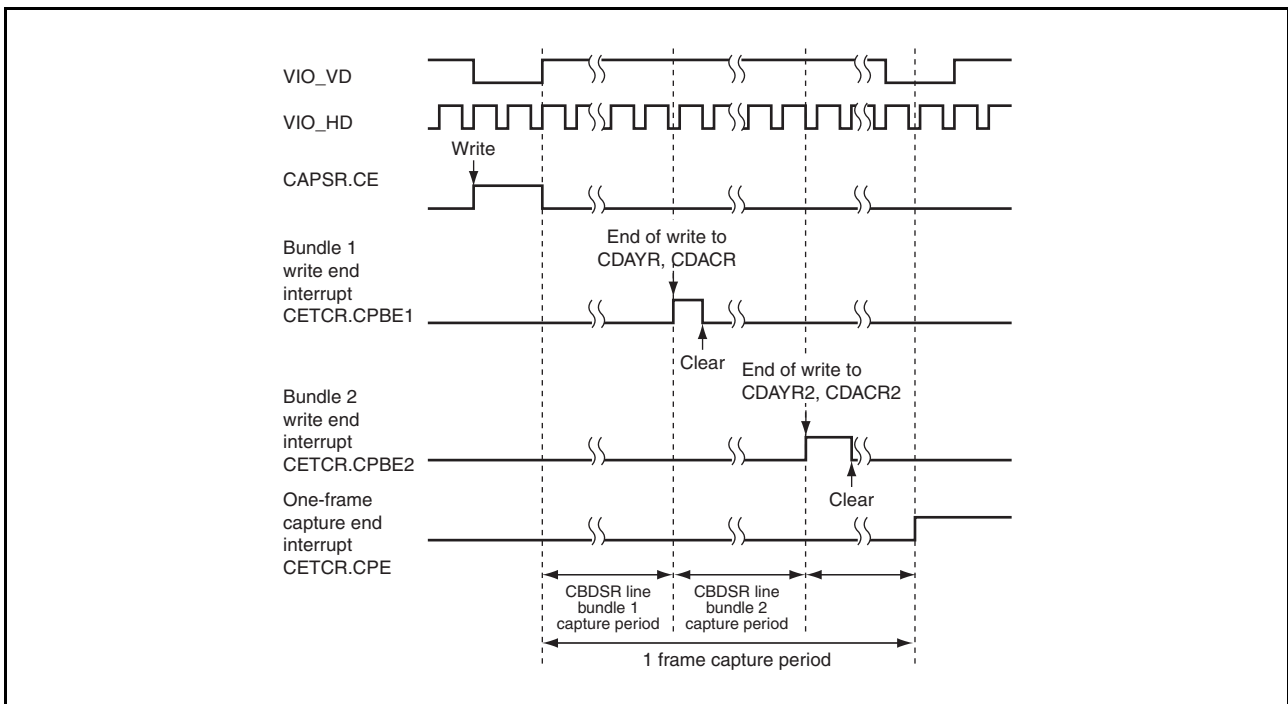 VIO_VD
VIO_HD
Write
CAPSR.CE
End of write to
CDAYR, CDACR
Bundle 1
write end
interrupt
CETCR.CPBE1
Clear
End of write to
CDAYR2, CDACR2
Bundle 2
write end
interrupt
CETCR.CPBE2
Clear
One-frame
capture end
interrupt
CETCR.CPE
CBDSR line
bundle 1
capture period
CBDSR line
bundle 2
capture period
1 frame capture period